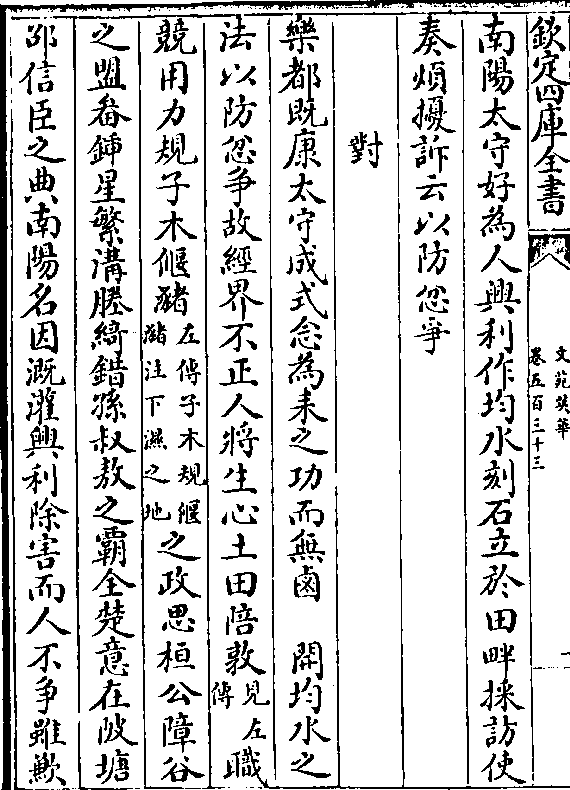 欽定四庫全書
文苑英華
卷五百三十三
南陽太守好為人興利作均水刻石立於田畔採訪使
奏煩擾訴云以防忿爭
對
樂都既康太守成式念為耒之功而無鹵 開均水之
法以防忿爭故經界不正人將生心土田陪敦見左傳職
競用力規子木偃豬左傳子木規偃豬注下濕之地之政思桓公障谷
之盟畚鍤星繁溝塍綺錯孫叔敖之霸全楚意在陂塘
邵信臣之典南陽名因溉灌興利除害而人不爭雖歉